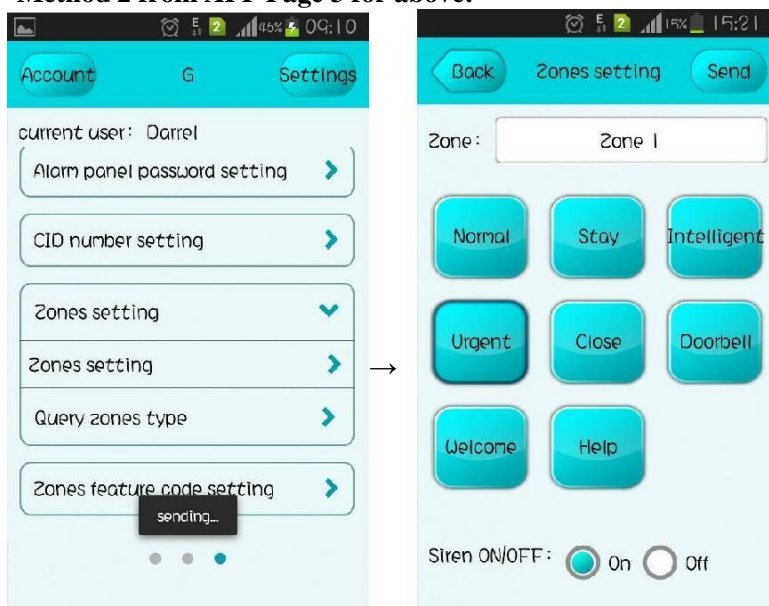 Method 2 from APP Page 3 for above:
45% 09:10
Account G Settings
current user: Darrel
Alarm panel password setting
CID number setting
Zones setting
Zones setting
Query zones type
Zones feature code setting
sending...
→
15% 15:21
Back Zones setting Send
Zone: Zone 1
Normal Stay Intelligent
Urgent Close Doorbell
Welcome Help
Siren ON/OFF: On Off